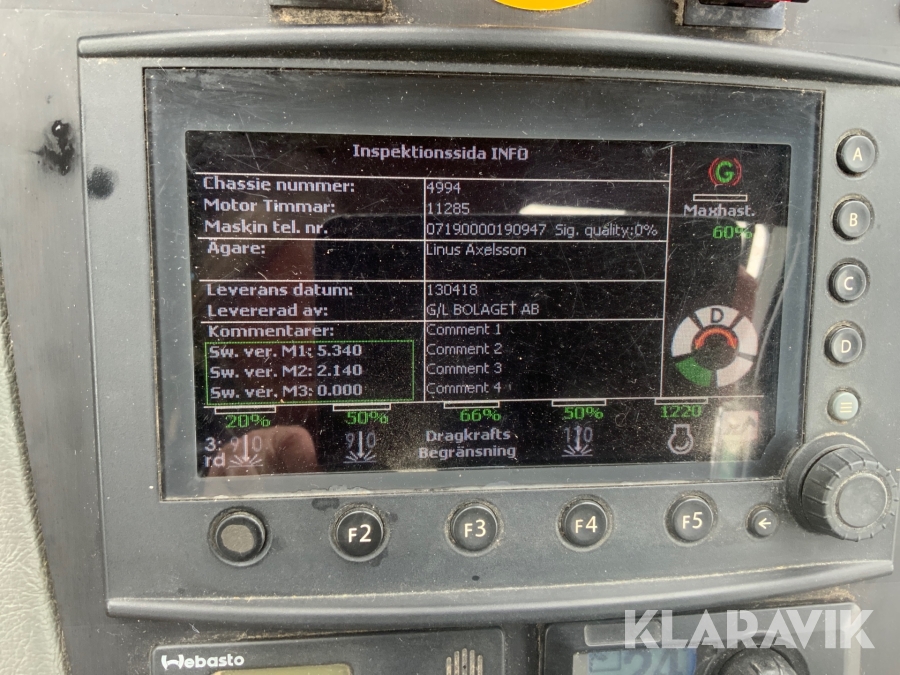 Inspektionssida INFO
Chassie nummer: 4994
Motor Timmar: 11285
Maskin tel. nr. 07190000190947 Sig. quality:0%
Ägare: Linus Axelsson
Leverans datum: 130418
Levererad av: G/L BOLAGET AB
Kommentarer: Comment 1
Sw. ver. M1: 5.340 Comment 2
Sw. ver. M2: 2.140 Comment 3
Sw. ver. M3: 0.000 Comment 4
G
Maxhast.
60%
D
20% 50% 66% 50% 1220
3:
rd
Dragkrafts
Begränsning
A
B
C
D
F2 F3 F4 F5
Webasto
KLARAVIK